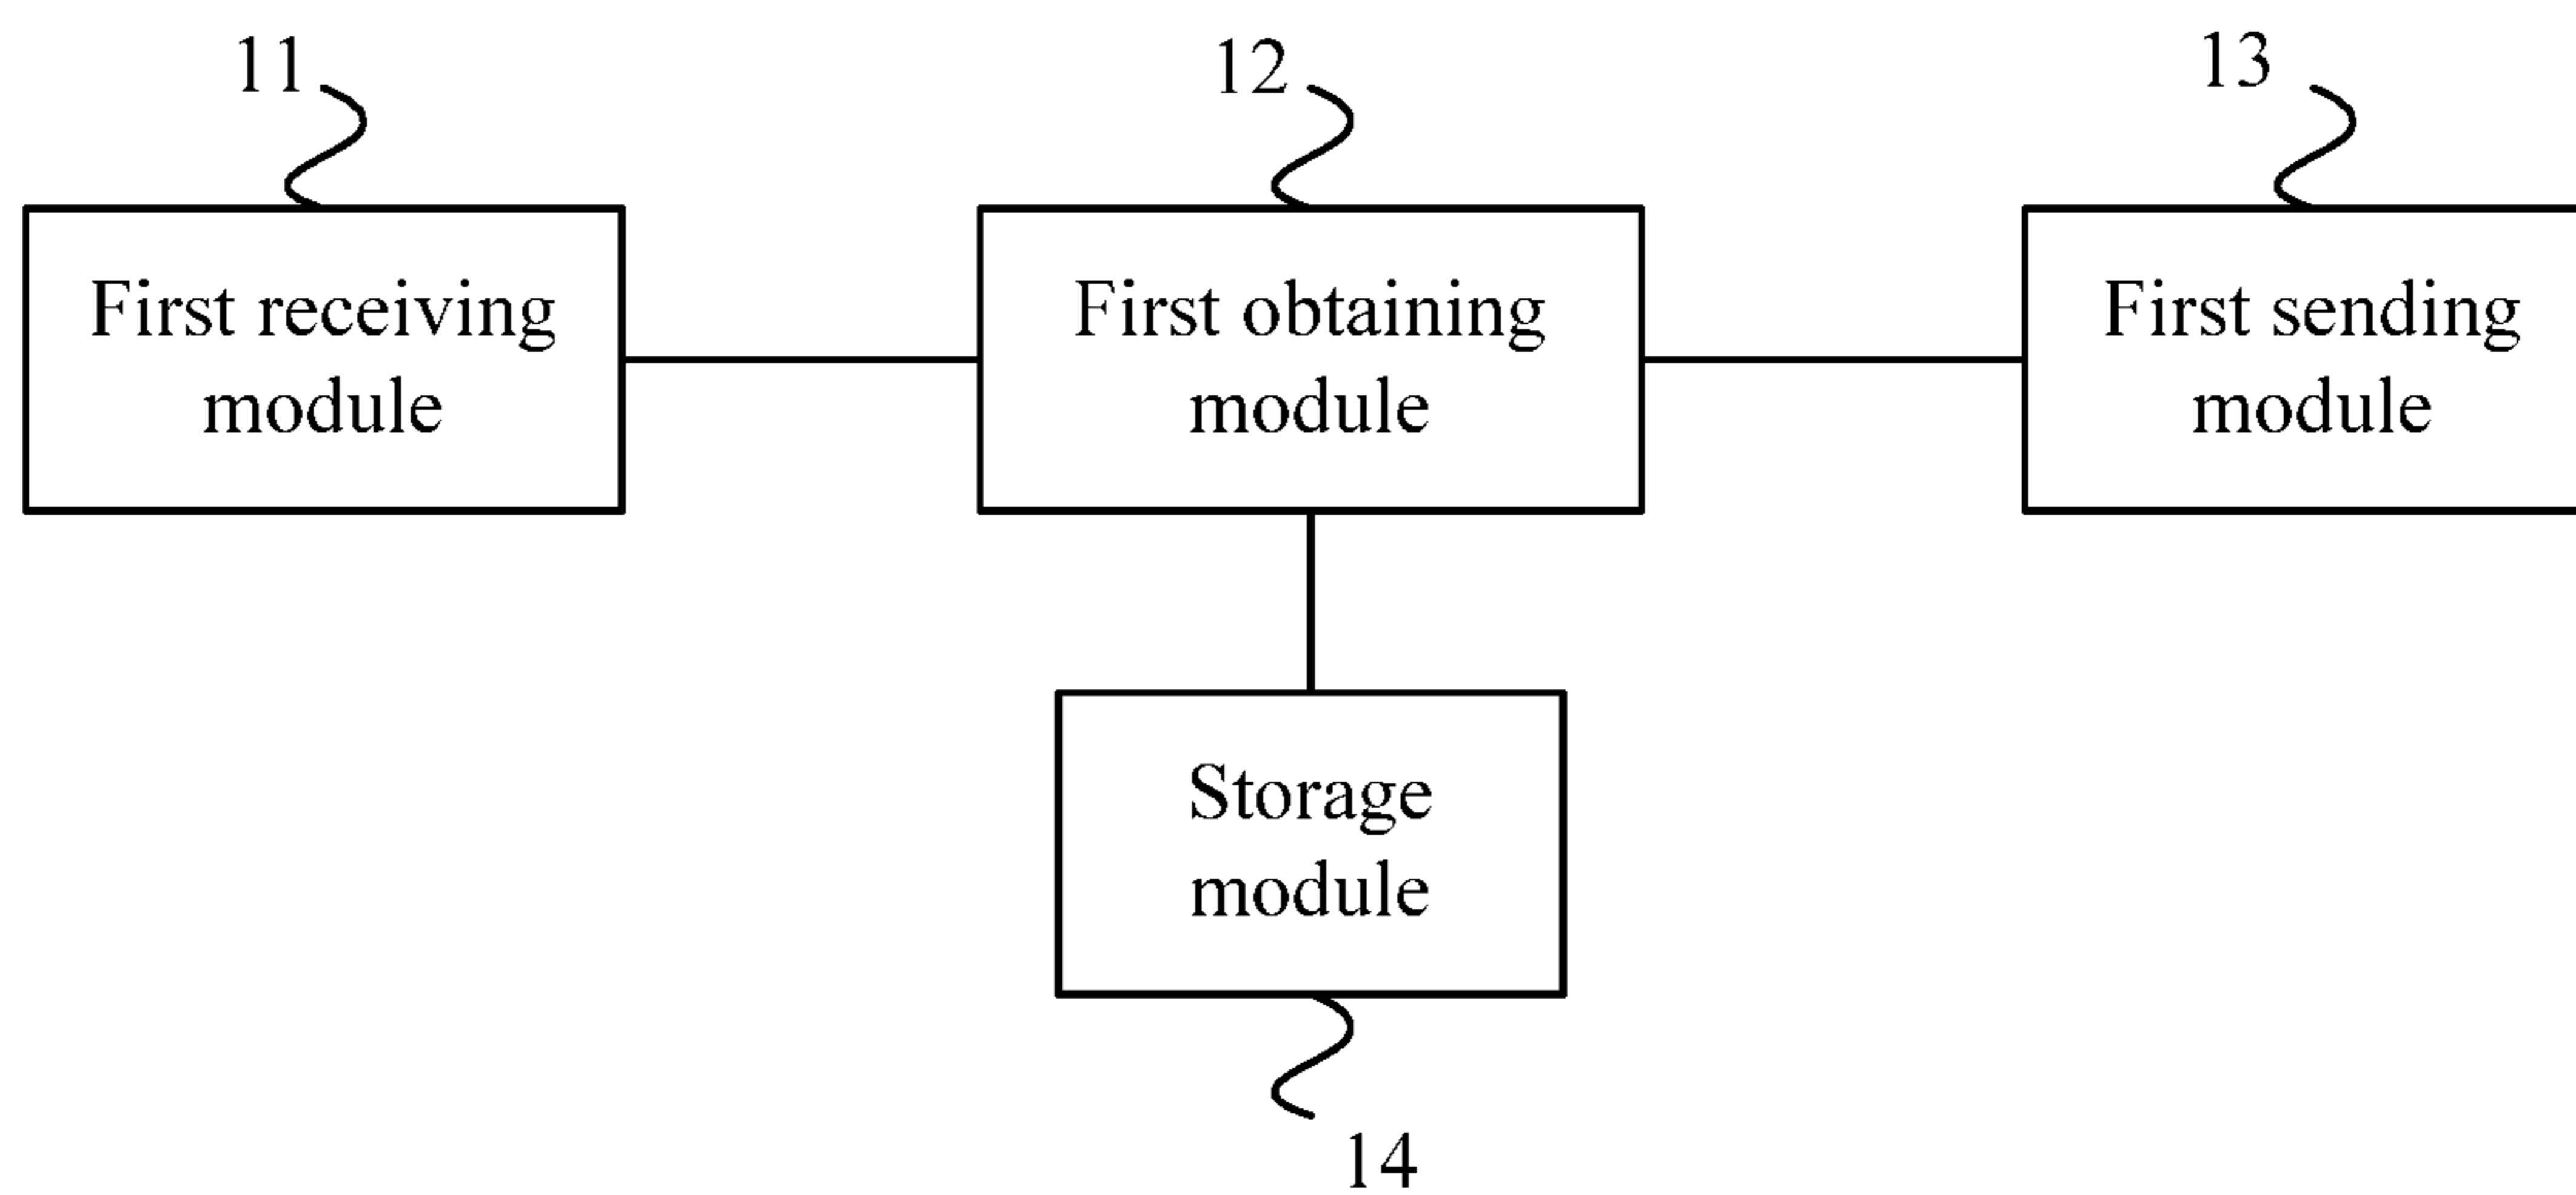 11
12
13
First receiving
module
First obtaining
module
First sending
module
Storage
module
14